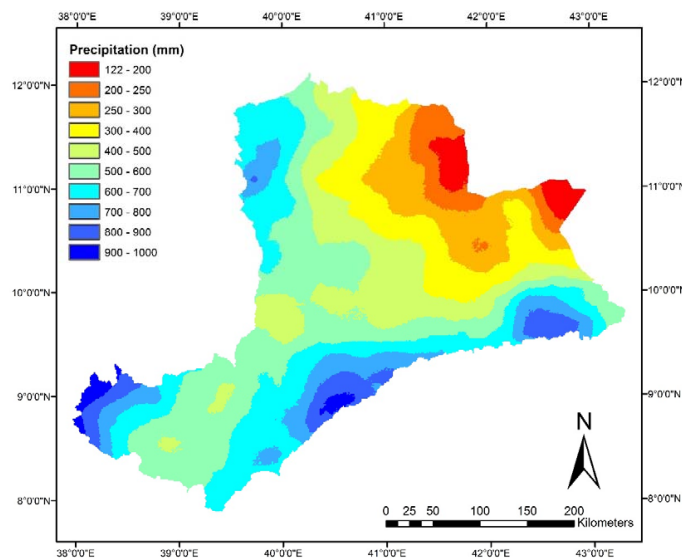 38°0'0"E 39°0'0"E 40°0'0"E 41°0'0"E 42°0'0"E 43°0'0"E
Precipitation (mm)
122 - 200
200 - 250
250 - 300
300 - 400
400 - 500
500 - 600
600 - 700
700 - 800
800 - 900
900 - 1000
12°0'0"N 12°0'0"N
11°0'0"N 11°0'0"N
10°0'0"N 10°0'0"N
9°0'0"N 9°0'0"N
8°0'0"N 8°0'0"N
N
0 25 50 100 150 200
Kilometers
38°0'0"E 39°0'0"E 40°0'0"E 41°0'0"E 42°0'0"E 43°0'0"E